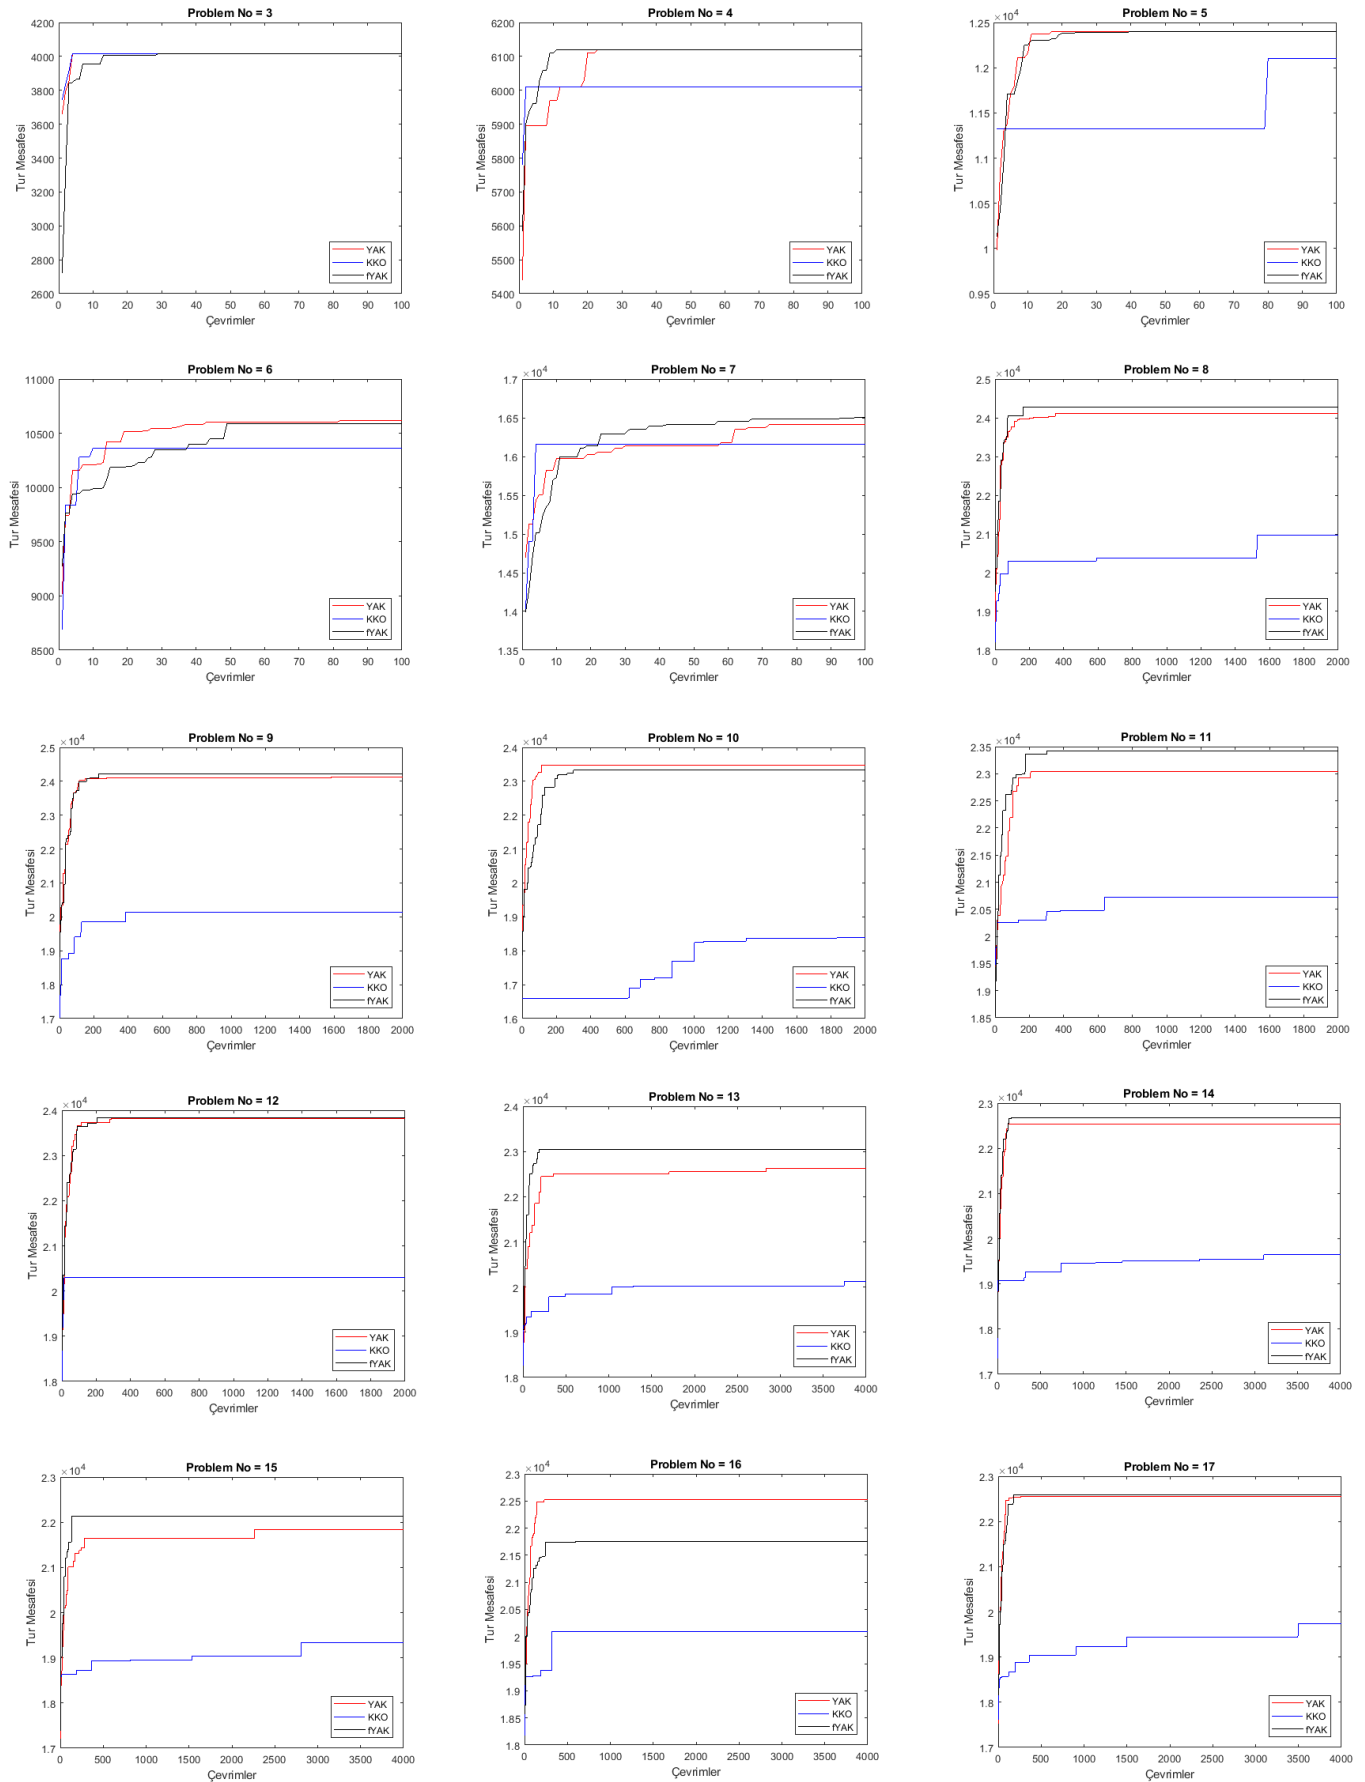 Problem No = 3
4200
4000
3800
3600
3400
3200
3000
2800
2600
Tur Mesafesi
YAK
KKO
fYAK
0 10 20 30 40 50 60 70 80 90 100
Çevrimler
Problem No = 4
6200
6100
6000
5900
5800
5700
5600
5500
5400
Tur Mesafesi
YAK
KKO
fYAK
0 10 20 30 40 50 60 70 80 90 100
Çevrimler
Problem No = 5
×10⁴
1.25
1.2
1.15
1.1
1.05
1
0.95
Tur Mesafesi
YAK
KKO
fYAK
0 10 20 30 40 50 60 70 80 90 100
Çevrimler
Problem No = 6
11000
10500
10000
9500
9000
8500
Tur Mesafesi
YAK
KKO
fYAK
0 10 20 30 40 50 60 70 80 90 100
Çevrimler
Problem No = 7
×10⁴
1.7
1.65
1.6
1.55
1.5
1.45
1.4
1.35
Tur Mesafesi
YAK
KKO
fYAK
0 10 20 30 40 50 60 70 80 90 100
Çevrimler
Problem No = 8
×10⁴
2.5
2.4
2.3
2.2
2.1
2
1.9
1.8
Tur Mesafesi
YAK
KKO
fYAK
0 200 400 600 800 1000 1200 1400 1600 1800 2000
Çevrimler
Problem No = 9
×10⁴
2.5
2.4
2.3
2.2
2.1
2
1.9
1.8
1.7
Tur Mesafesi
YAK
KKO
fYAK
0 200 400 600 800 1000 1200 1400 1600 1800 2000
Çevrimler
Problem No = 10
×10⁴
2.4
2.3
2.2
2.1
2
1.9
1.8
1.7
1.6
Tur Mesafesi
YAK
KKO
fYAK
0 200 400 600 800 1000 1200 1400 1600 1800 2000
Çevrimler
Problem No = 11
×10⁴
2.35
2.3
2.25
2.2
2.15
2.1
2.05
2
1.95
1.9
1.85
Tur Mesafesi
YAK
KKO
fYAK
0 200 400 600 800 1000 1200 1400 1600 1800 2000
Çevrimler
Problem No = 12
×10⁴
2.4
2.3
2.2
2.1
2
1.9
1.8
Tur Mesafesi
YAK
KKO
fYAK
0 200 400 600 800 1000 1200 1400 1600 1800 2000
Çevrimler
Problem No = 13
×10⁴
2.4
2.3
2.2
2.1
2
1.9
1.8
Tur Mesafesi
YAK
KKO
fYAK
0 500 1000 1500 2000 2500 3000 3500 4000
Çevrimler
Problem No = 14
×10⁴
2.3
2.2
2.1
2
1.9
1.8
1.7
Tur Mesafesi
YAK
KKO
fYAK
0 500 1000 1500 2000 2500 3000 3500 4000
Çevrimler
Problem No = 15
×10⁴
2.3
2.2
2.1
2
1.9
1.8
1.7
Tur Mesafesi
YAK
KKO
fYAK
0 500 1000 1500 2000 2500 3000 3500 4000
Çevrimler
Problem No = 16
×10⁴
2.3
2.25
2.2
2.15
2.1
2.05
2
1.95
1.9
1.85
1.8
Tur Mesafesi
YAK
KKO
fYAK
0 500 1000 1500 2000 2500 3000 3500 4000
Çevrimler
Problem No = 17
×10⁴
2.3
2.2
2.1
2
1.9
1.8
1.7
Tur Mesafesi
YAK
KKO
fYAK
0 500 1000 1500 2000 2500 3000 3500 4000
Çevrimler